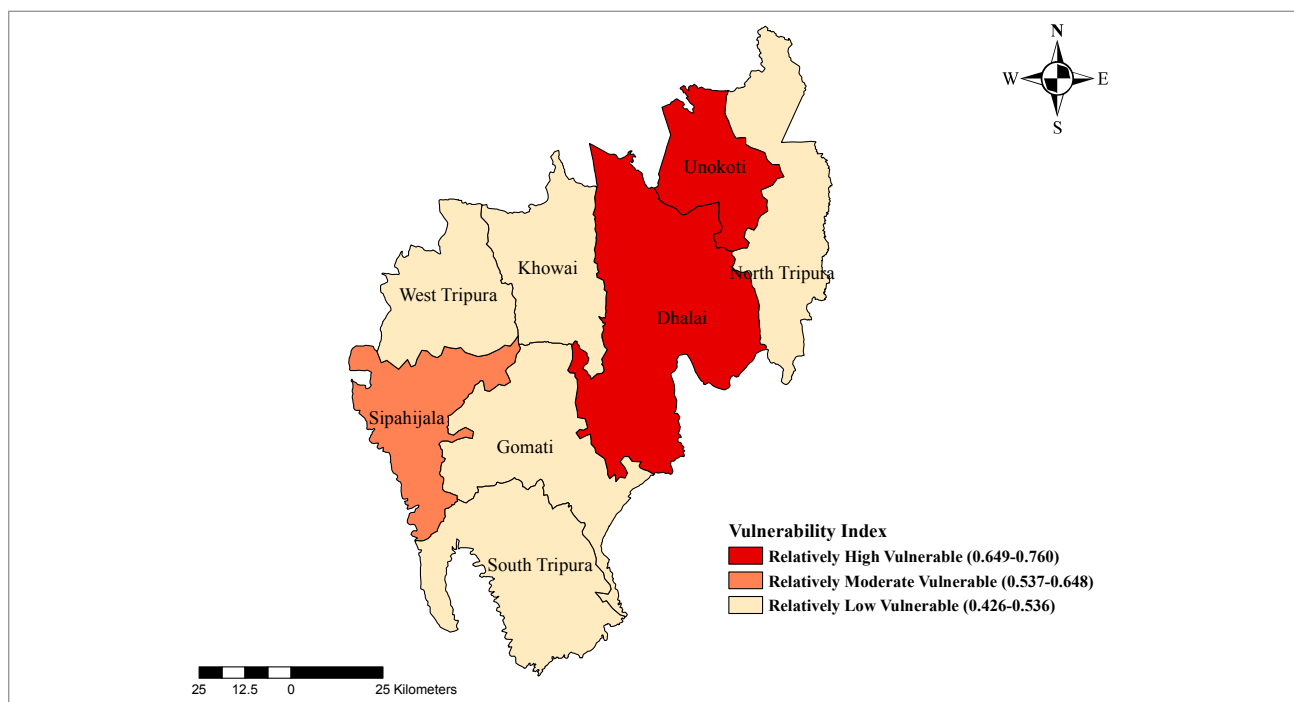 N
W E
S
Unokoti
Khowai
North Tripura
West Tripura
Dhalai
Sipahijala
Gomati
South Tripura
Vulnerability Index
Relatively High Vulnerable (0.649-0.760)
Relatively Moderate Vulnerable (0.537-0.648)
Relatively Low Vulnerable (0.426-0.536)
25 12.5 0 25 Kilometers